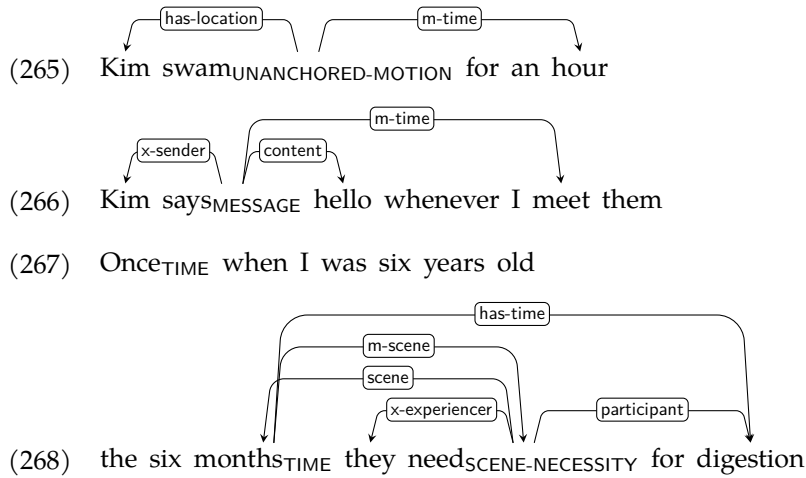 has-location m-time
(265) Kim swamUNANCHORED-MOTION for an hour
m-time
x-sender content
(266) Kim saysMESSAGE hello whenever I meet them
(267) OnceTIME when I was six years old
has-time
m-scene
scene
x-experiencer participant
(268) the six monthsTIME they needSCENE-NECESSITY for digestion